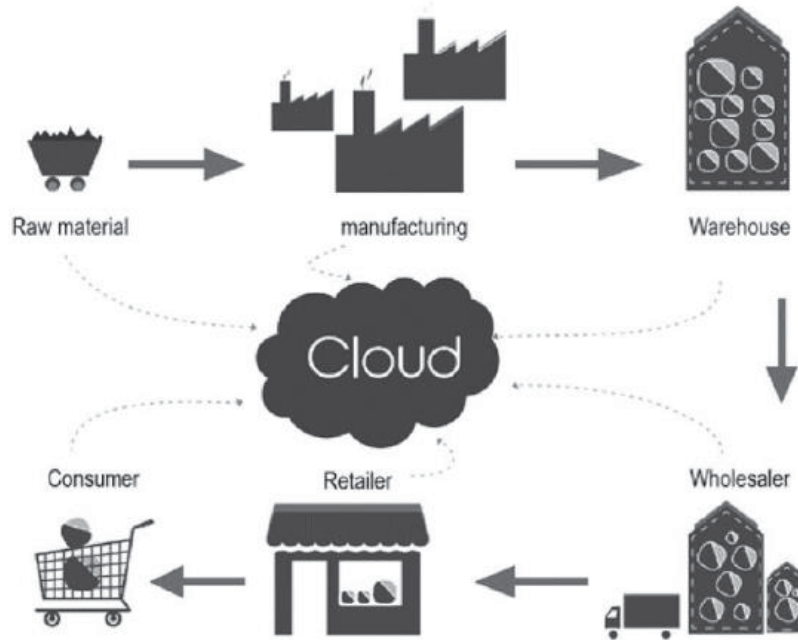 Raw material
manufacturing
Warehouse
Cloud
Consumer
Retailer
Wholesaler